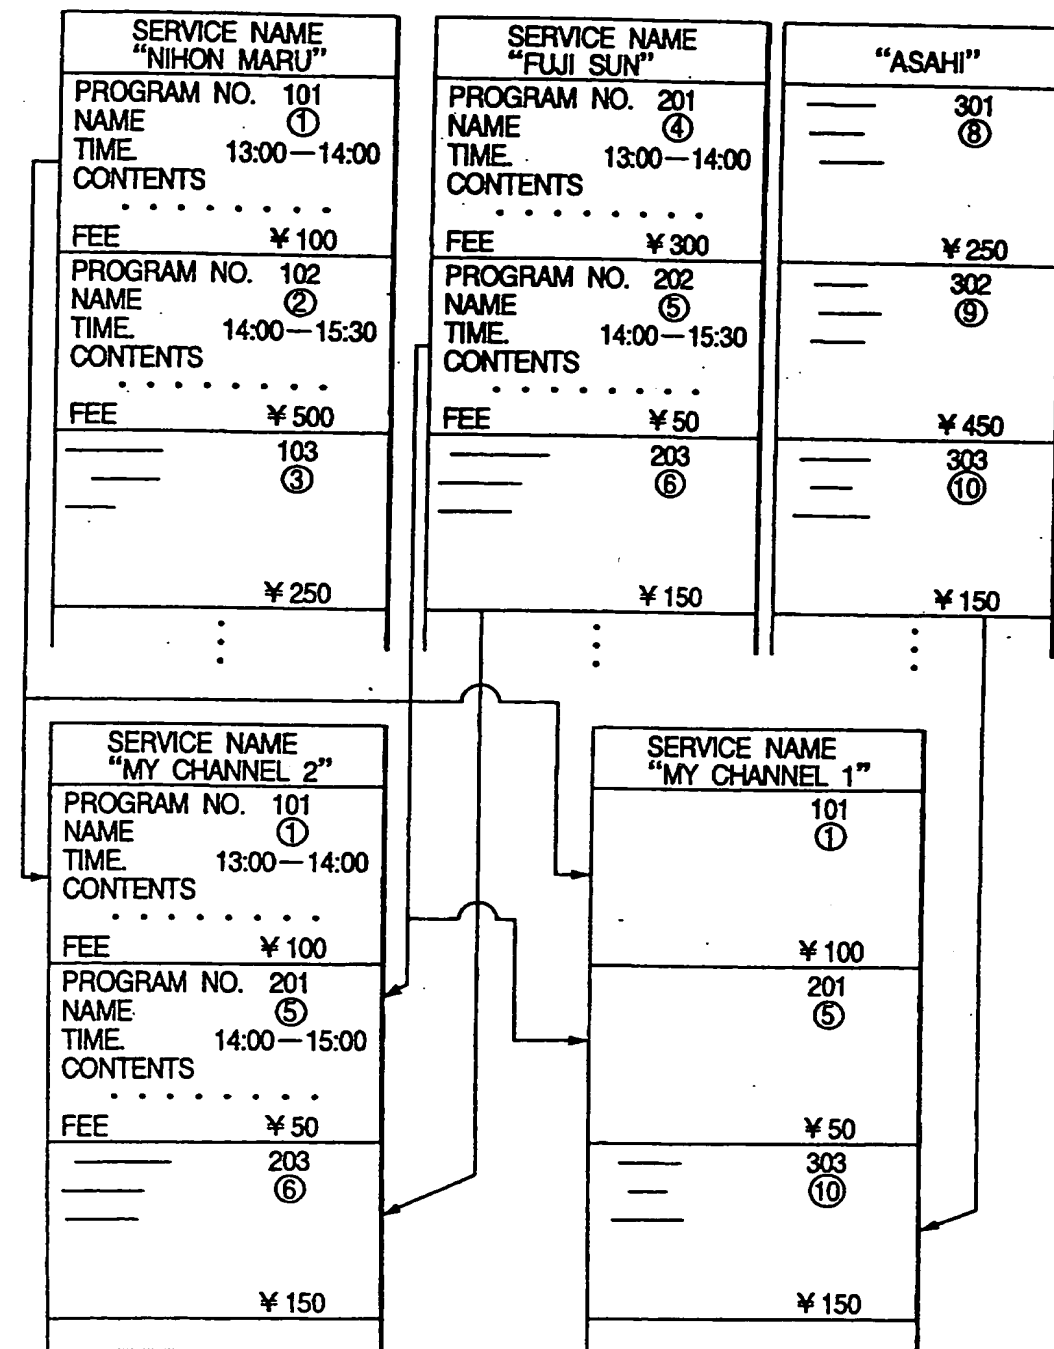 SERVICE NAME
“NIHON MARU”
PROGRAM NO. 101
NAME ①
TIME. 13:00—14:00
CONTENTS
. . . . . . . .
FEE ¥100
PROGRAM NO. 102
NAME ②
TIME. 14:00—15:30
CONTENTS
. . . . . . . .
FEE ¥500
103
③
¥250
SERVICE NAME
“FUJI SUN”
PROGRAM NO. 201
NAME ④
TIME. 13:00—14:00
CONTENTS
. . . . . . . .
FEE ¥300
PROGRAM NO. 202
NAME ⑤
TIME. 14:00—15:30
CONTENTS
. . . . . . . .
FEE ¥50
203
⑥
¥150
“ASAHI”
301
⑧
¥250
302
⑨
¥450
303
⑩
¥150
SERVICE NAME
“MY CHANNEL 2”
PROGRAM NO. 101
NAME ①
TIME. 13:00—14:00
CONTENTS
. . . . . . . .
FEE ¥100
PROGRAM NO. 201
NAME ⑤
TIME. 14:00—15:00
CONTENTS
. . . . . . . .
FEE ¥50
203
⑥
¥150
SERVICE NAME
“MY CHANNEL 1”
101
①
¥100
201
⑤
¥50
303
⑩
¥150